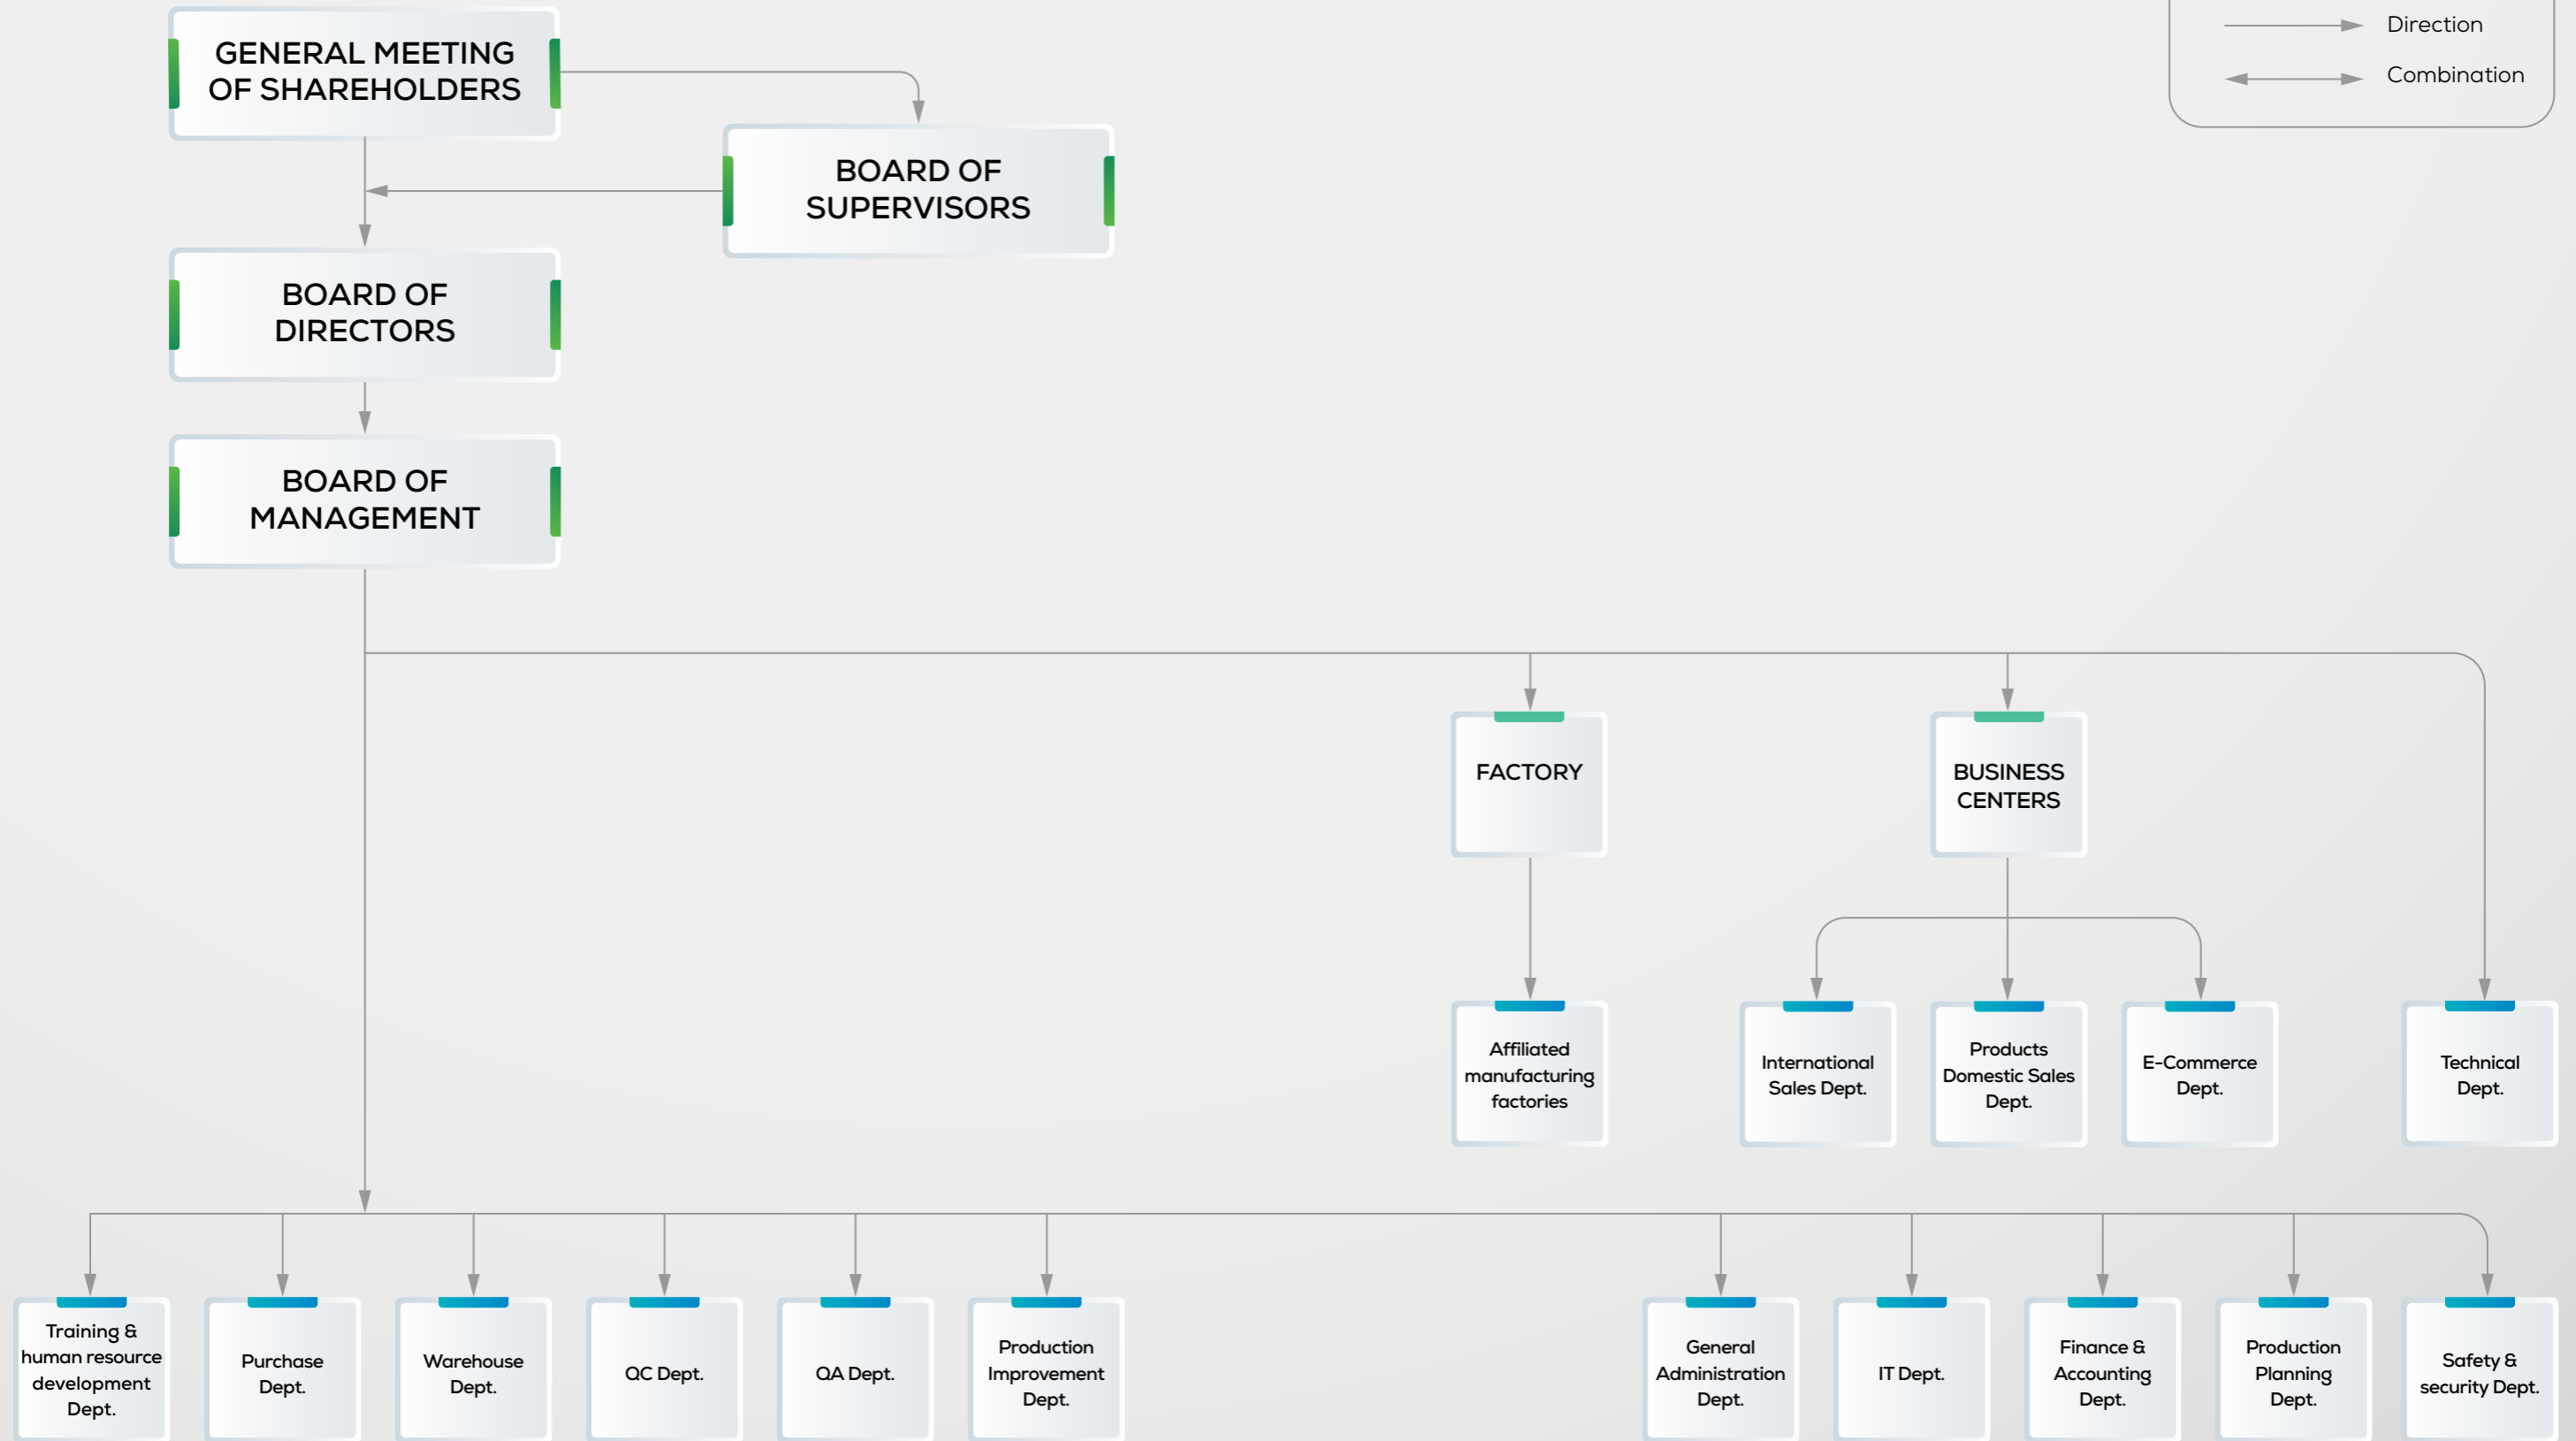 Direction
Combination
GENERAL MEETING
OF SHAREHOLDERS
BOARD OF
SUPERVISORS
BOARD OF
DIRECTORS
BOARD OF
MANAGEMENT
FACTORY
BUSINESS
CENTERS
Affiliated
manufacturing
factories
International
Sales Dept.
Products
Domestic Sales
Dept.
E-Commerce
Dept.
Technical
Dept.
Training &
human resource
development
Dept.
Purchase
Dept.
Warehouse
Dept.
QC Dept.
QA Dept.
Production
Improvement
Dept.
General
Administration
Dept.
IT Dept.
Finance &
Accounting
Dept.
Production
Planning
Dept.
Safety &
security Dept.